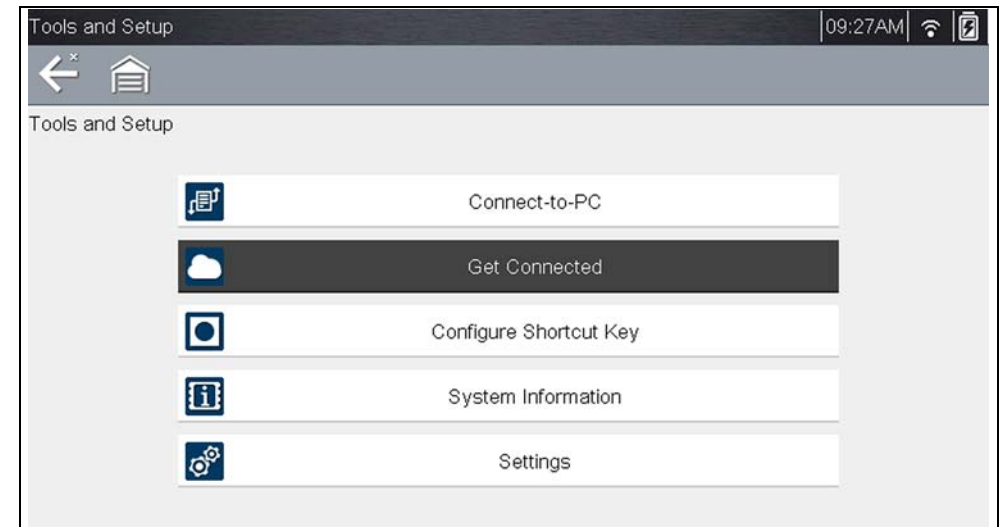 Tools and Setup 09:27AM
Tools and Setup
Connect-to-PC
Get Connected
Configure Shortcut Key
System Information
Settings